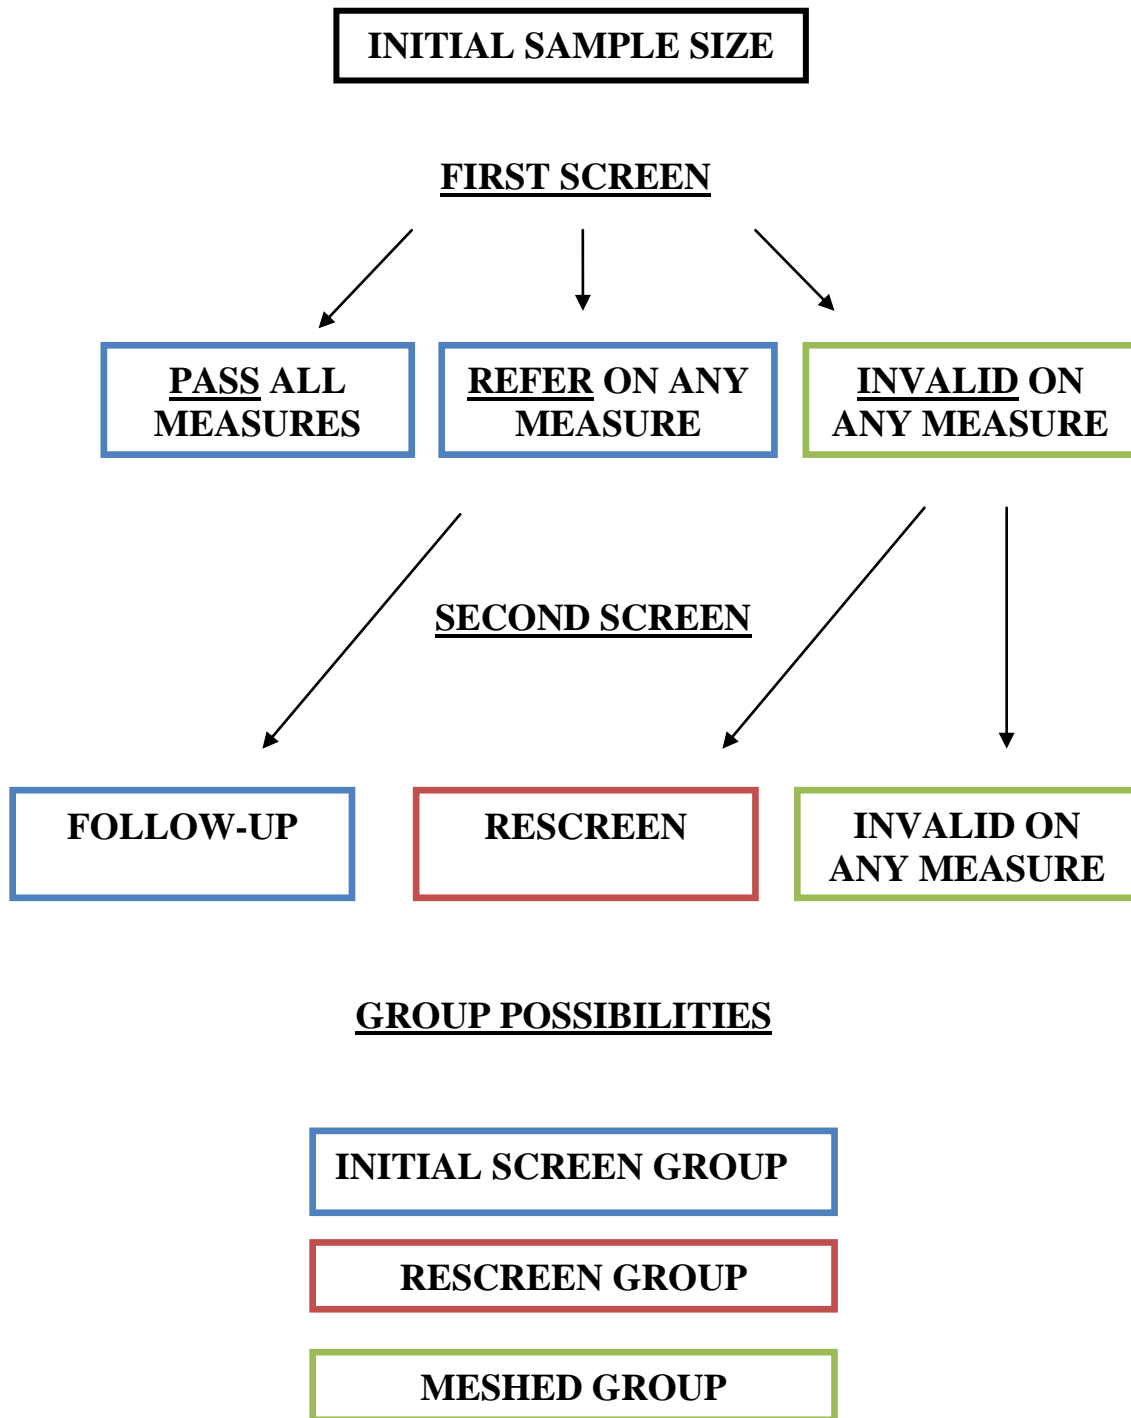 INITIAL SAMPLE SIZE
FIRST SCREEN
PASS ALL
MEASURES
REFER ON ANY
MEASURE
INVALID ON
ANY MEASURE
SECOND SCREEN
FOLLOW-UP
RESCREEN
INVALID ON
ANY MEASURE
GROUP POSSIBILITIES
INITIAL SCREEN GROUP
RESCREEN GROUP
MESHED GROUP